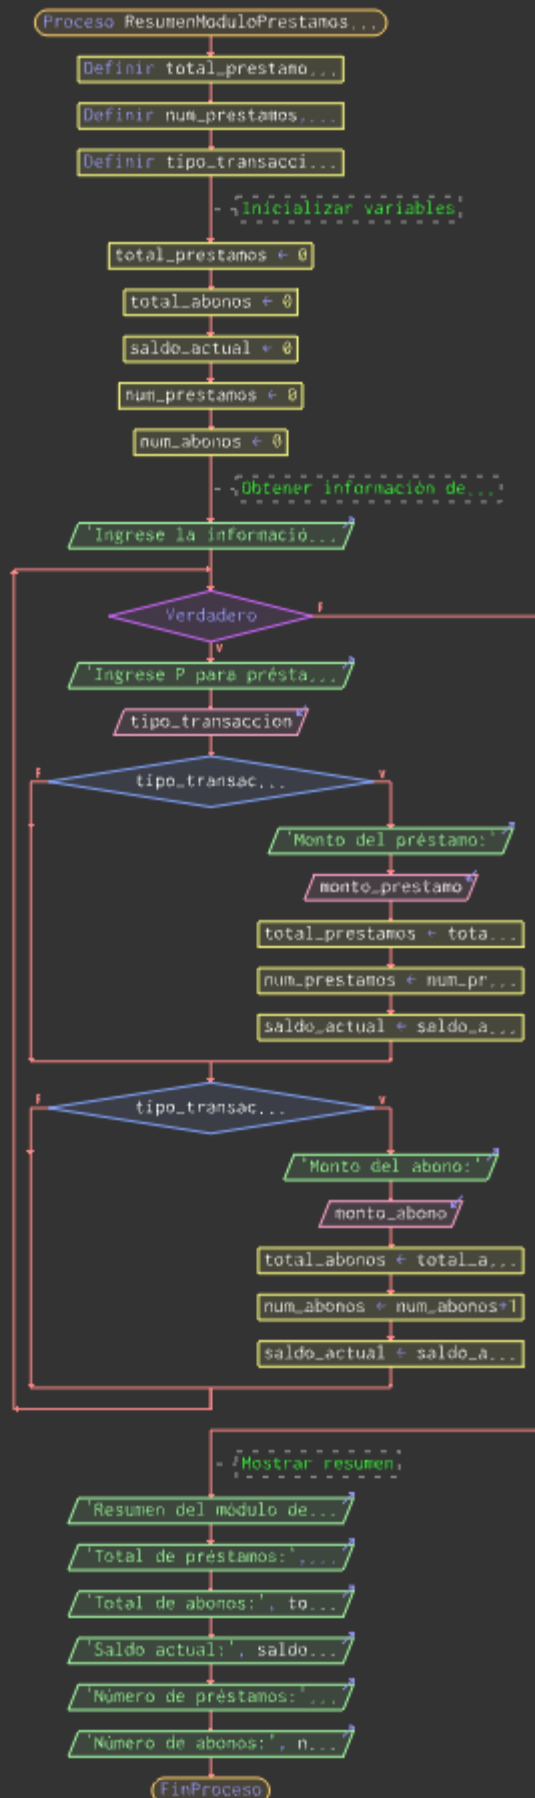 Proceso ResumenModuloPrestamos...
Definir total_prestamo...
Definir num_prestamos,...
Definir tipo_transacci...
Inicializar variables
total_prestamos ← 0
total_abonos ← 0
saldo_actual ← 0
num_prestamos ← 0
num_abonos ← 0
Obtener información de...
'Ingrese la informació...
Verdadero
F
V
'Ingrese P para présta...
tipo_transaccion
F
tipo_transac...
V
'Monto del préstamo:'
monto_prestamo
total_prestamos ← tota...
num_prestamos ← num_pr...
saldo_actual ← saldo_a...
F
tipo_transac...
V
'Monto del abono:'
monto_abono
total_abonos ← total_a...
num_abonos ← num_abonos+1
saldo_actual ← saldo_a...
Mostrar resumen
'Resumen del módulo de...
'Total de préstamos:',...
'Total de abonos:', to...
'Saldo actual:', saldo...
'Número de préstamos:'...
'Número de abonos:', n...
FinProceso